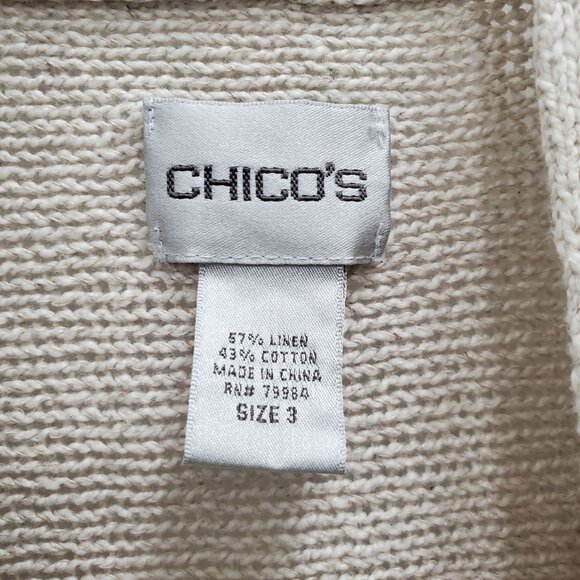 CHICO'S
57% LINEN
43% COTTON
MADE IN CHINA
RN# 79984
SIZE 3